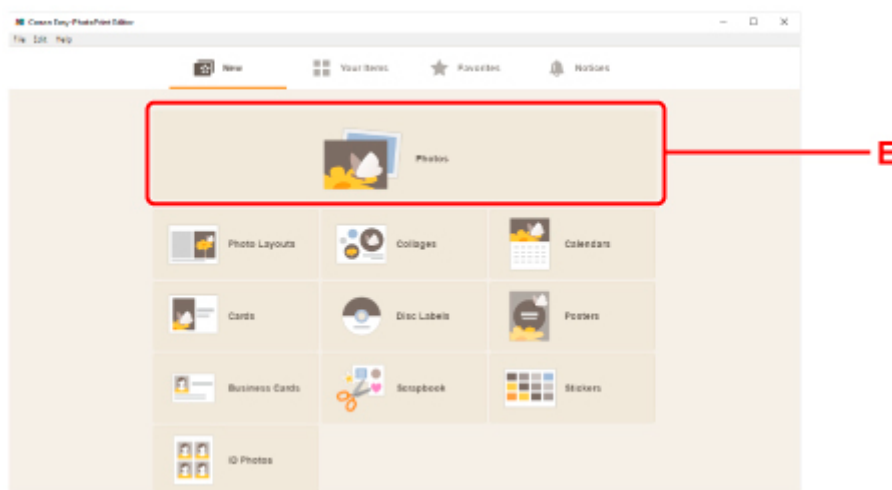 Canon Easy-PhotoPrint Editor
File Edit Help
New Your Items Favorites Notices
Photos
Photo Layouts Collages Calendars
Cards Disc Labels Posters
Business Cards Scrapbook Stickers
ID Photos